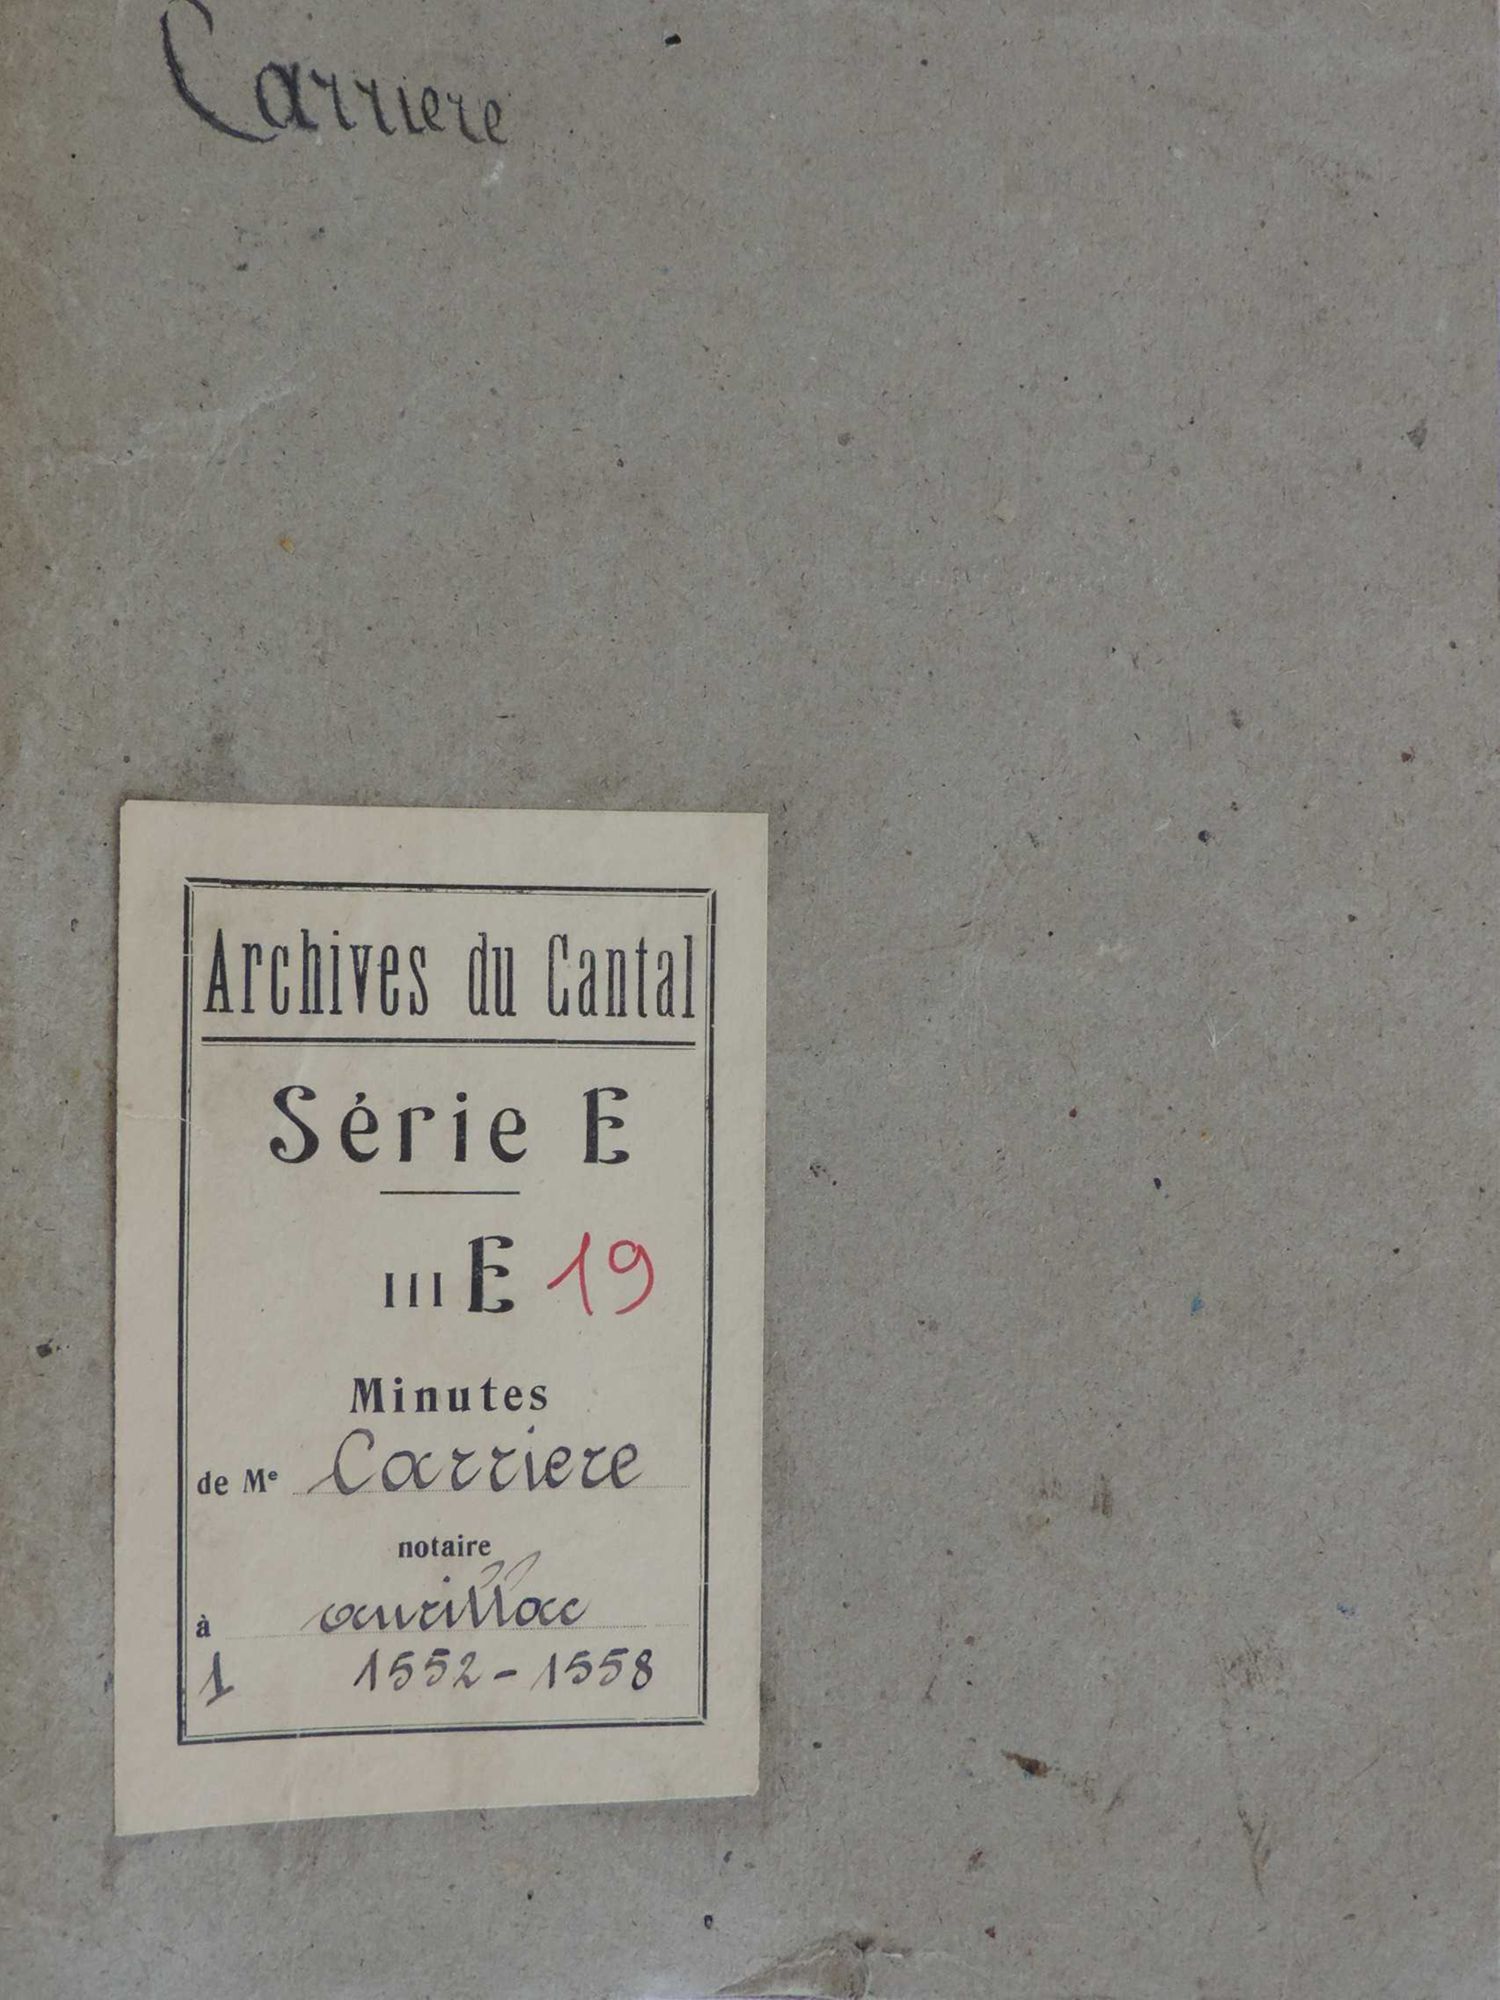 Carriere
Archives du Cantal
Série E
III E 19
Minutes
de Me Carriere
notaire
à aurillac
1 1552-1558